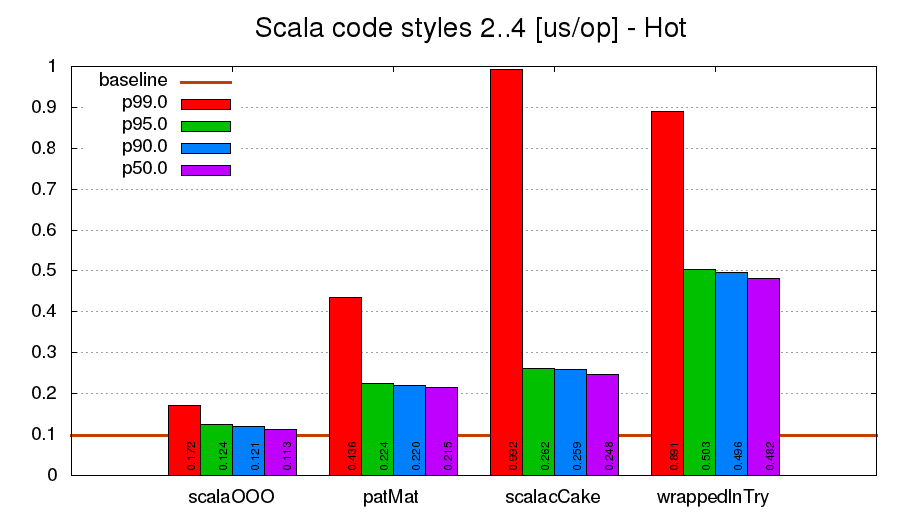 Scala code styles 2..4 [us/op] - Hot
baseline
p99.0
p95.0
p90.0
p50.0
1
0.9
0.8
0.7
0.6
0.5
0.4
0.3
0.2
0.1
0
0.172
0.124
0.121
0.113
0.436
0.224
0.220
0.215
0.992
0.262
0.259
0.248
0.891
0.503
0.496
0.482
scalaOOO
patMat
scalacCake
wrappedInTry